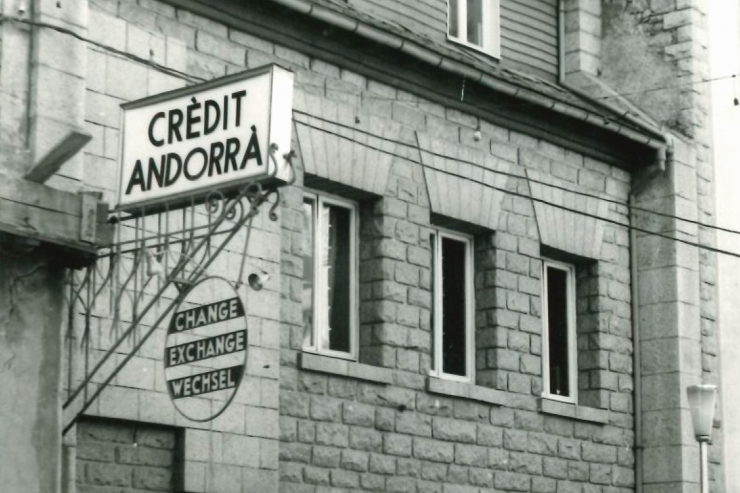 CRÈDIT
ANDORRÀ
CHANGE
EXCHANGE
WECHSEL